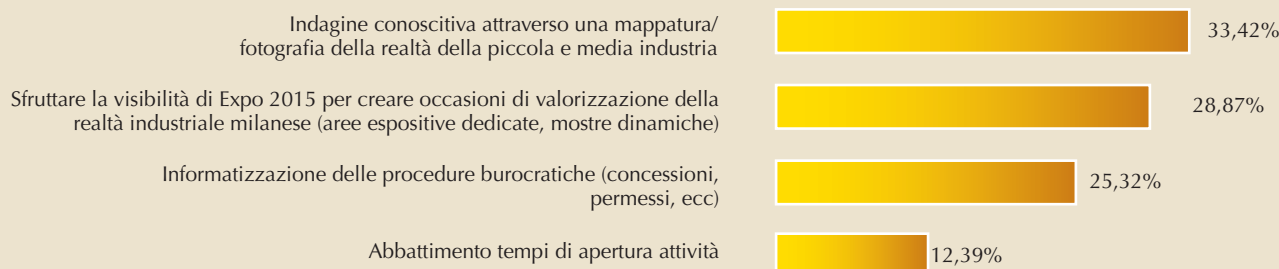 Indagine conoscitiva attraverso una mappatura/
fotografia della realtà della piccola e media industria
33,42%
Sfruttare la visibilità di Expo 2015 per creare occasioni di valorizzazione della
realtà industriale milanese (aree espositive dedicate, mostre dinamiche)
28,87%
Informatizzazione delle procedure burocratiche (concessioni,
permessi, ecc)
25,32%
Abbattimento tempi di apertura attività
12,39%